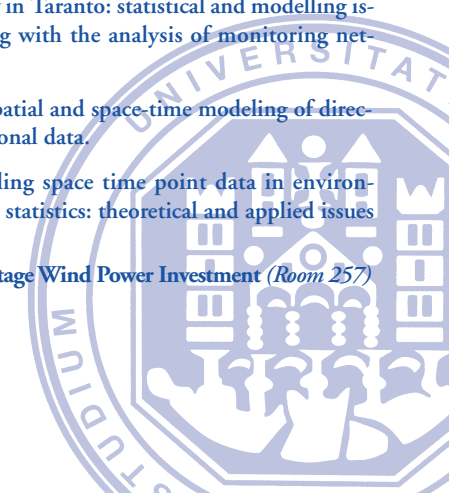 in Taranto: statistical and modelling is-
g with the analysis of monitoring net-
patial and space-time modeling of direc-
onal data.
ling space time point data in environ-
statistics: theoretical and applied issues
tage Wind Power Investment (Room 257)
UNIVERSITAT
STUDIUM